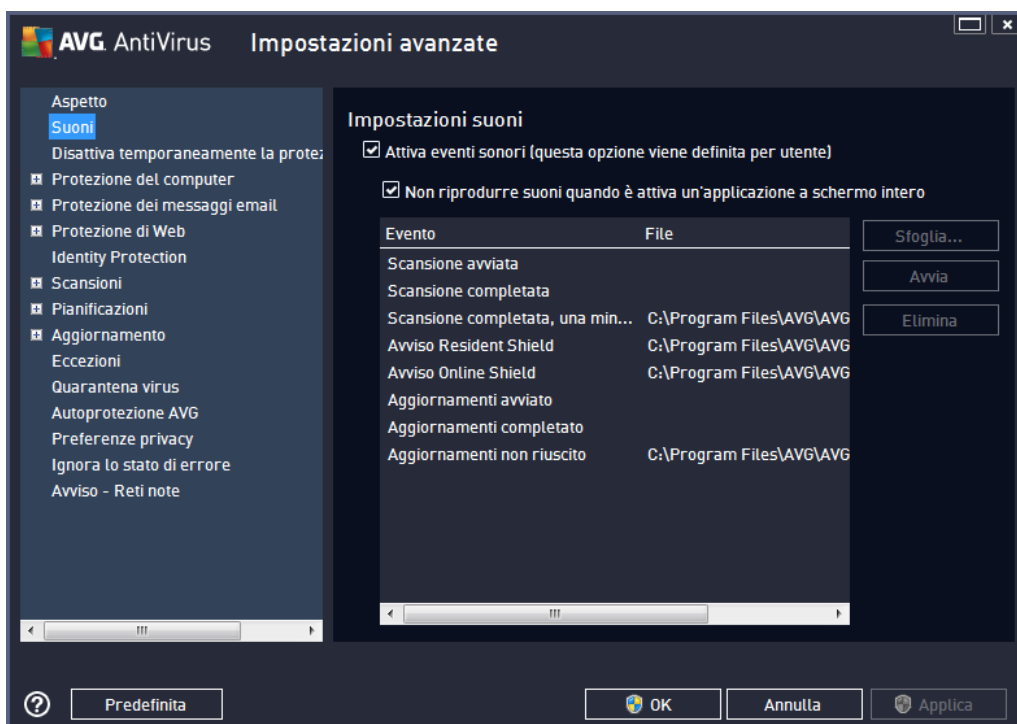 AVG. AntiVirus Impostazioni avanzate
Aspetto
Suoni
Disattiva temporaneamente la protez
Protezione del computer
Protezione dei messaggi email
Protezione di Web
Identity Protection
Scansioni
Pianificazioni
Aggiornamento
Eccezioni
Quarantena virus
Autoprotezione AVG
Preferenze privacy
Ignora lo stato di errore
Avviso - Reti note
Impostazioni suoni
Attiva eventi sonori (questa opzione viene definita per utente)
Non riprodurre suoni quando è attiva un'applicazione a schermo intero
Evento File
Scansione avviata
Scansione completata
Scansione completata, una min... C:\Program Files\AVG\AVG
Avviso Resident Shield C:\Program Files\AVG\AVG
Avviso Online Shield C:\Program Files\AVG\AVG
Aggiornamenti avviato
Aggiornamenti completato
Aggiornamenti non riuscito C:\Program Files\AVG\AVG
Sfoglia...
Avvia
Elimina
? Predefinita OK Annulla Applica